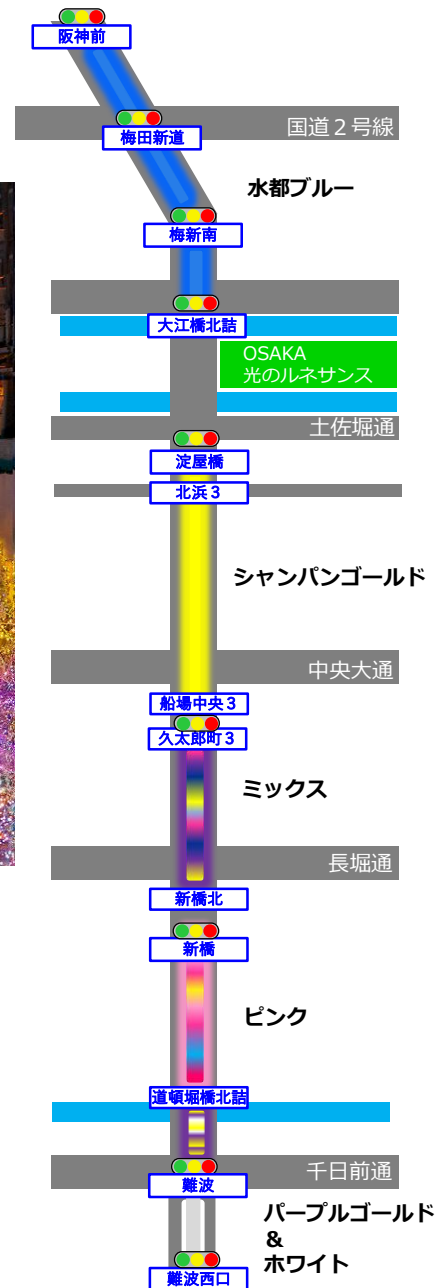 阪神前
国道２号線
梅田新道
水都ブルー
梅新南
大江橋北詰
OSAKA
光のルネサンス
土佐堀通
淀屋橋
北浜３
シャンパンゴールド
中央大通
船場中央３
久太郎町３
ミックス
長堀通
新橋北
新橋
ピンク
道頓堀橋北詰
千日前通
難波
パープルゴールド
&
ホワイト
難波西口